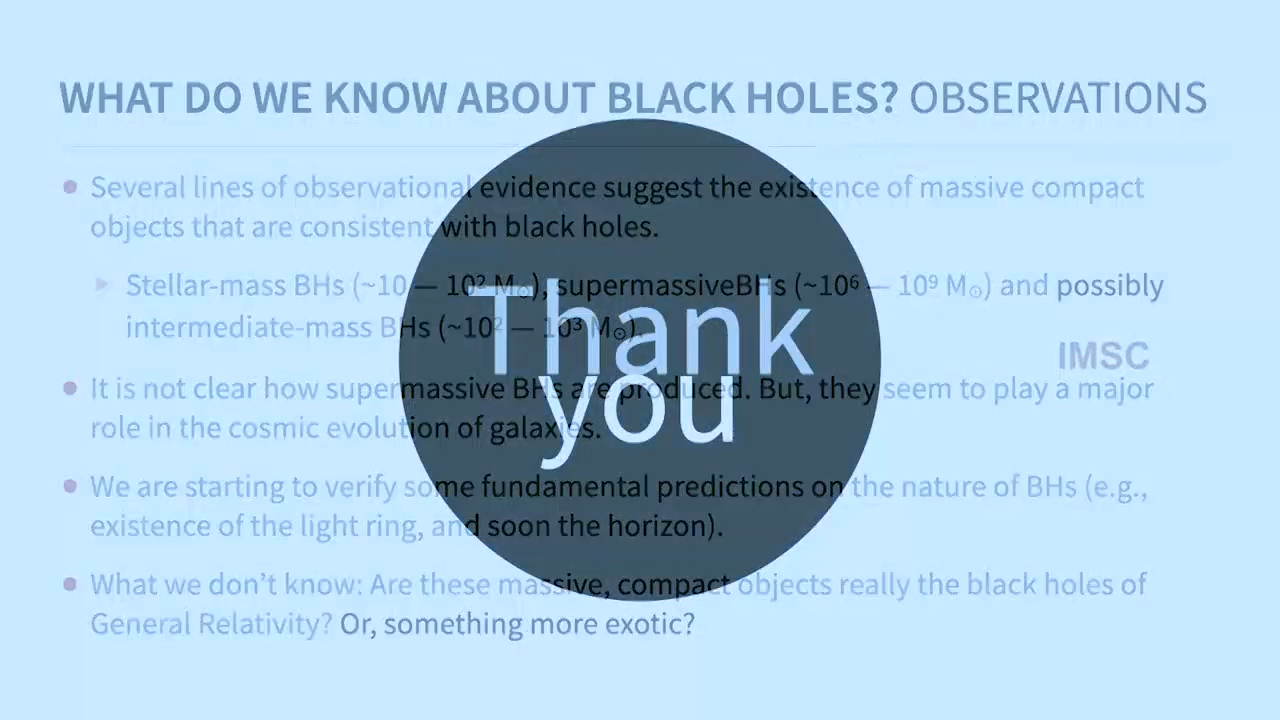 WHAT DO WE KNOW ABOUT BLACK HOLES? OBSERVATIONS
• Several lines of observational evidence suggest the existence of massive compact
objects that are consistent with black holes.
▸ Stellar-mass BHs (~10 — 10² M☉), supermassiveBHs (~10⁶ — 10⁹ M☉) and possibly
intermediate-mass BHs (~10² — 10³ M☉).
Thank
you
IMSC
• It is not clear how supermassive BHs are produced. But, they seem to play a major
role in the cosmic evolution of galaxies.
• We are starting to verify some fundamental predictions on the nature of BHs (e.g.,
existence of the light ring, and soon the horizon).
• What we don’t know: Are these massive, compact objects really the black holes of
General Relativity? Or, something more exotic?